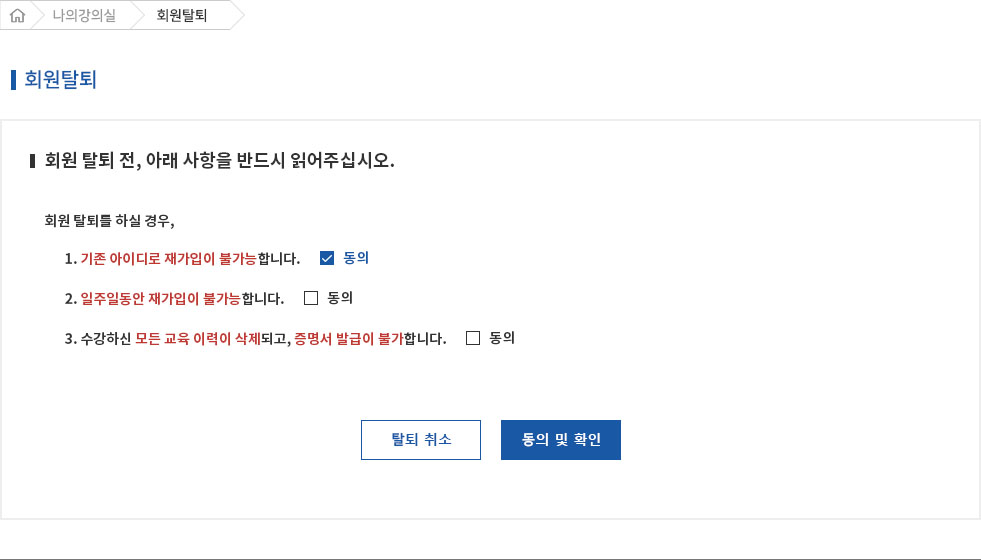 나의강의실 회원탈퇴
회원탈퇴
회원 탈퇴 전, 아래 사항을 반드시 읽어주십시오.
회원 탈퇴를 하실 경우,
1. 기존 아이디로 재가입이 불가능합니다. 동의
2. 일주일동안 재가입이 불가능합니다. 동의
3. 수강하신 모든 교육 이력이 삭제되고, 증명서 발급이 불가합니다. 동의
탈퇴 취소 동의 및 확인